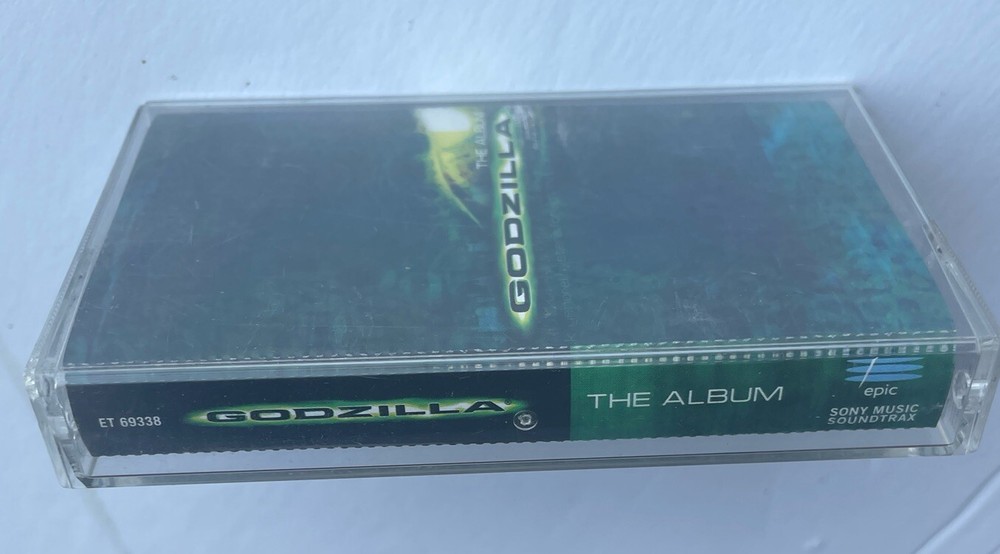 THE ALBUM
GODZILLA
ET 69338
GODZILLA
THE ALBUM
epic
SONY MUSIC
SOUNDTRAX